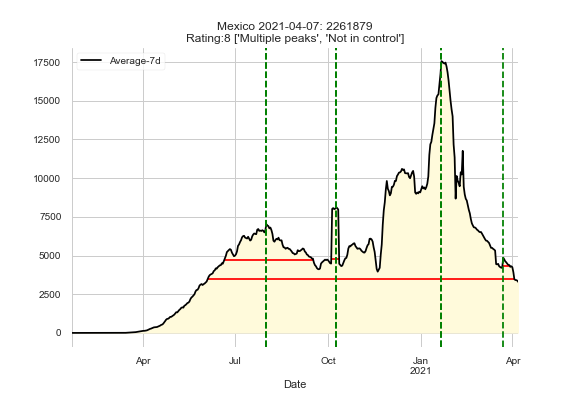 Mexico 2021-04-07: 2261879
Rating:8 ['Multiple peaks', 'Not in control']
Average-7d
17500
15000
12500
10000
7500
5000
2500
0
Apr Jul Oct Jan Apr
2021
Date